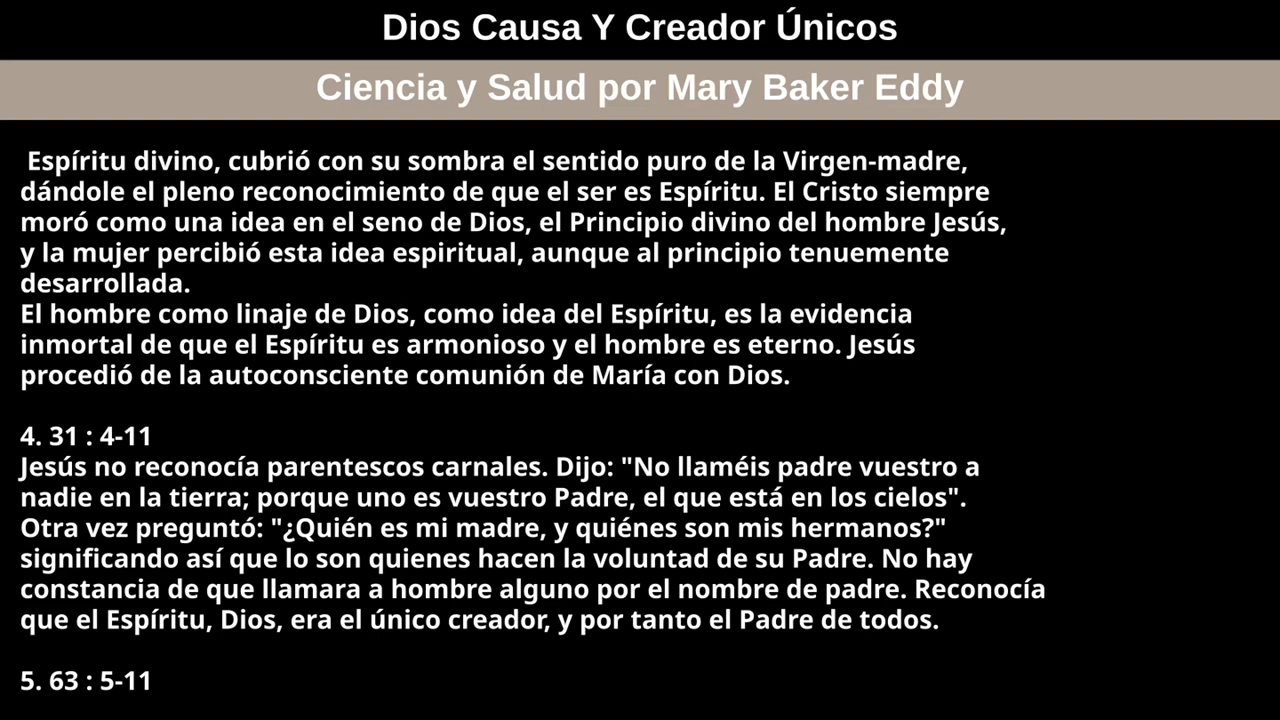 Dios Causa Y Creador Únicos
Ciencia y Salud por Mary Baker Eddy
Espíritu divino, cubrió con su sombra el sentido puro de la Virgen-madre,
dándole el pleno reconocimiento de que el ser es Espíritu. El Cristo siempre
moró como una idea en el seno de Dios, el Principio divino del hombre Jesús,
y la mujer percibió esta idea espiritual, aunque al principio tenuemente
desarrollada.
El hombre como linaje de Dios, como idea del Espíritu, es la evidencia
inmortal de que el Espíritu es armonioso y el hombre es eterno. Jesús
procedió de la autoconsciente comunión de María con Dios.
4. 31 : 4-11
Jesús no reconocía parentescos carnales. Dijo: "No llaméis padre vuestro a
nadie en la tierra; porque uno es vuestro Padre, el que está en los cielos".
Otra vez preguntó: "¿Quién es mi madre, y quiénes son mis hermanos?"
significando así que lo son quienes hacen la voluntad de su Padre. No hay
constancia de que llamara a hombre alguno por el nombre de padre. Reconocía
que el Espíritu, Dios, era el único creador, y por tanto el Padre de todos.
5. 63 : 5-11